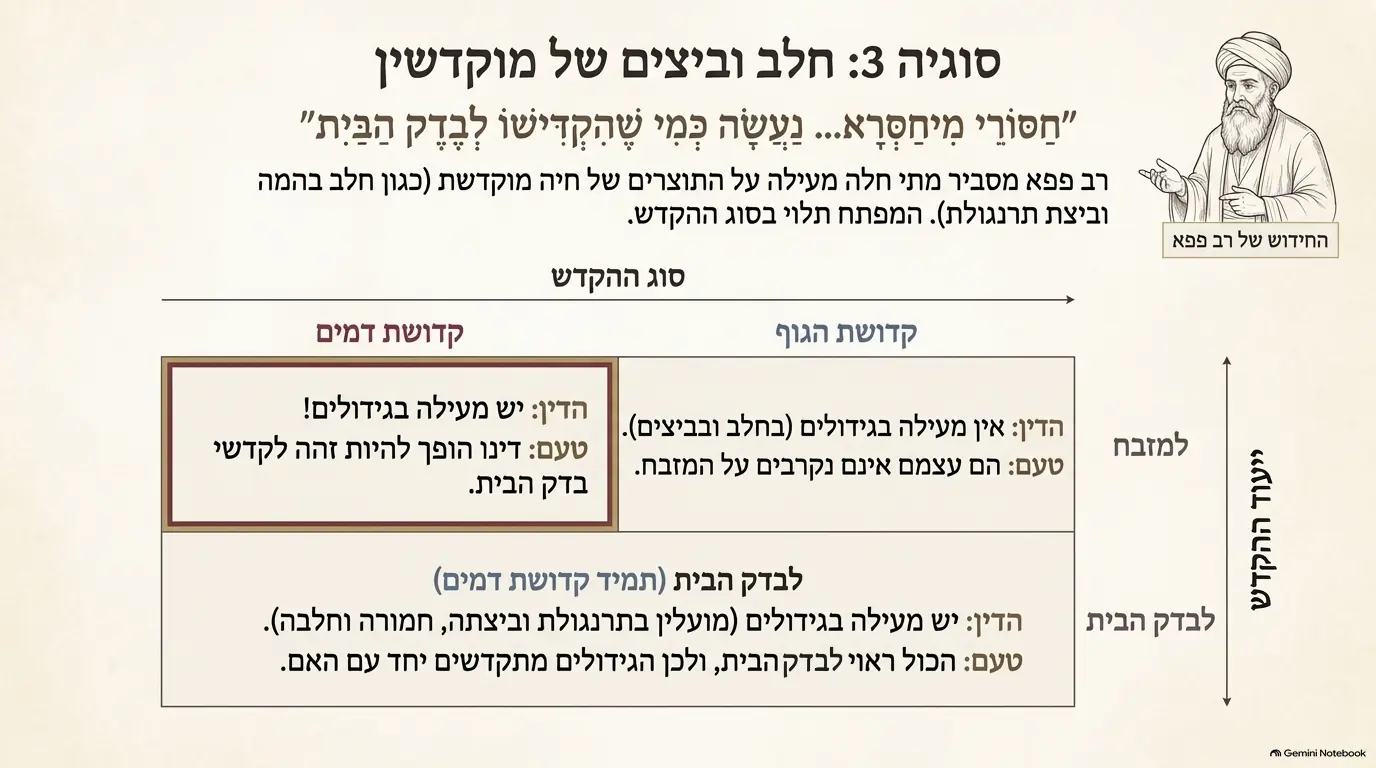 סוגיה 3: חלב וביצים של מוקדשין
"חַסּוֹרֵי מִיחַסְּרָא... נַעֲשָׂה כְּמִי שֶׁהִקְדִּישׁוֹ לְבֶדֶק הַבַּיִת"
רב פפא מסביר מתי חלה מעילה על התוצרים של חיה מוקדשת (כגון חלב בהמה
וביצת תרנגולת). המפתח תלוי בסוג ההקדש.
החידוש של רב פפא
סוג ההקדש
קדושת הגוף
קדושת דמים
ייעוד ההקדש
למזבח
הדין: אין מעילה בגידולים (בחלב ובביצים).
טעם: הם עצמם אינם נקרבים על המזבח.
הדין: יש מעילה בגידולים!
טעם: דינו הופך להיות זהה לקדשי
בדק הבית.
לבדק הבית
לבדק הבית (תמיד קדושת דמים)
הדין: יש מעילה בגידולים (מועלין בתרנגולת וביצתה, חמורה וחלבה).
טעם: הכול ראוי לבדק הבית, ולכן הגידולים מתקדשים יחד עם האם.
Gemini Notebook